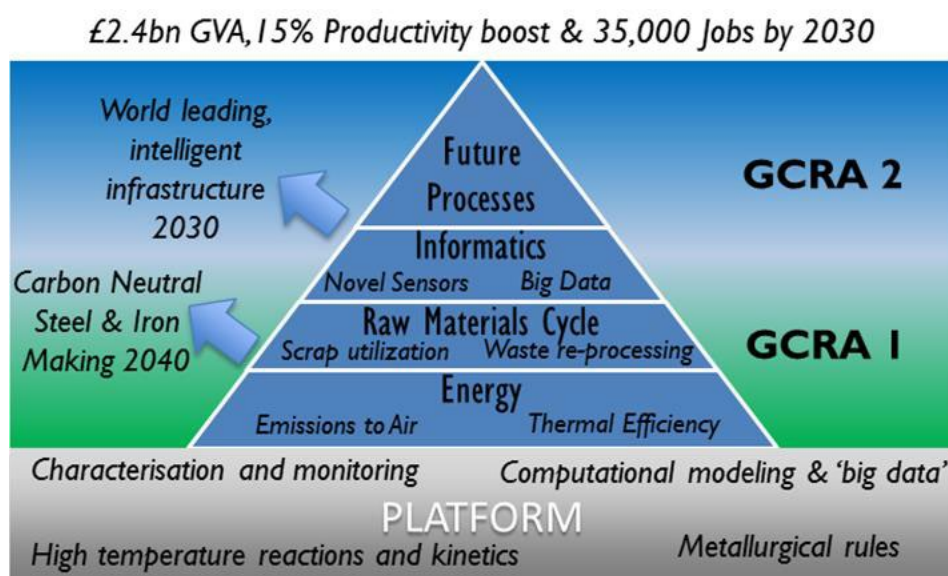 £2.4bn GVA, 15% Productivity boost & 35,000 Jobs by 2030
World leading,
intelligent
infrastructure
2030
Carbon Neutral
Steel & Iron
Making 2040
Future
Processes
Informatics
Novel Sensors Big Data
Raw Materials Cycle
Scrap utilization Waste re-processing
Energy
Emissions to Air Thermal Efficiency
GCRA 2
GCRA 1
Characterisation and monitoring Computational modeling & ‘big data’
PLATFORM
High temperature reactions and kinetics Metallurgical rules